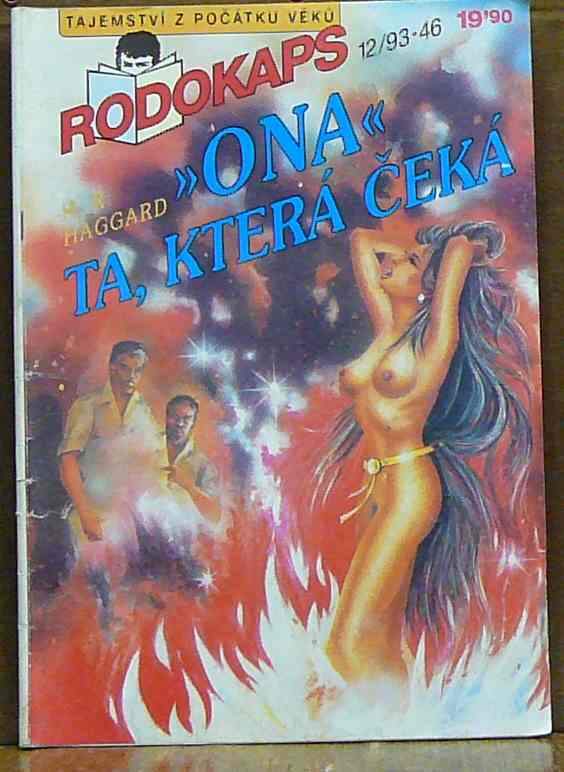 TAJEMSTVÍ Z POČÁTKU VĚKŮ
RODOKAPS
12/93·46
19'90
»ONA«
H. R.
HAGGARD
TA, KTERÁ ČEKÁ